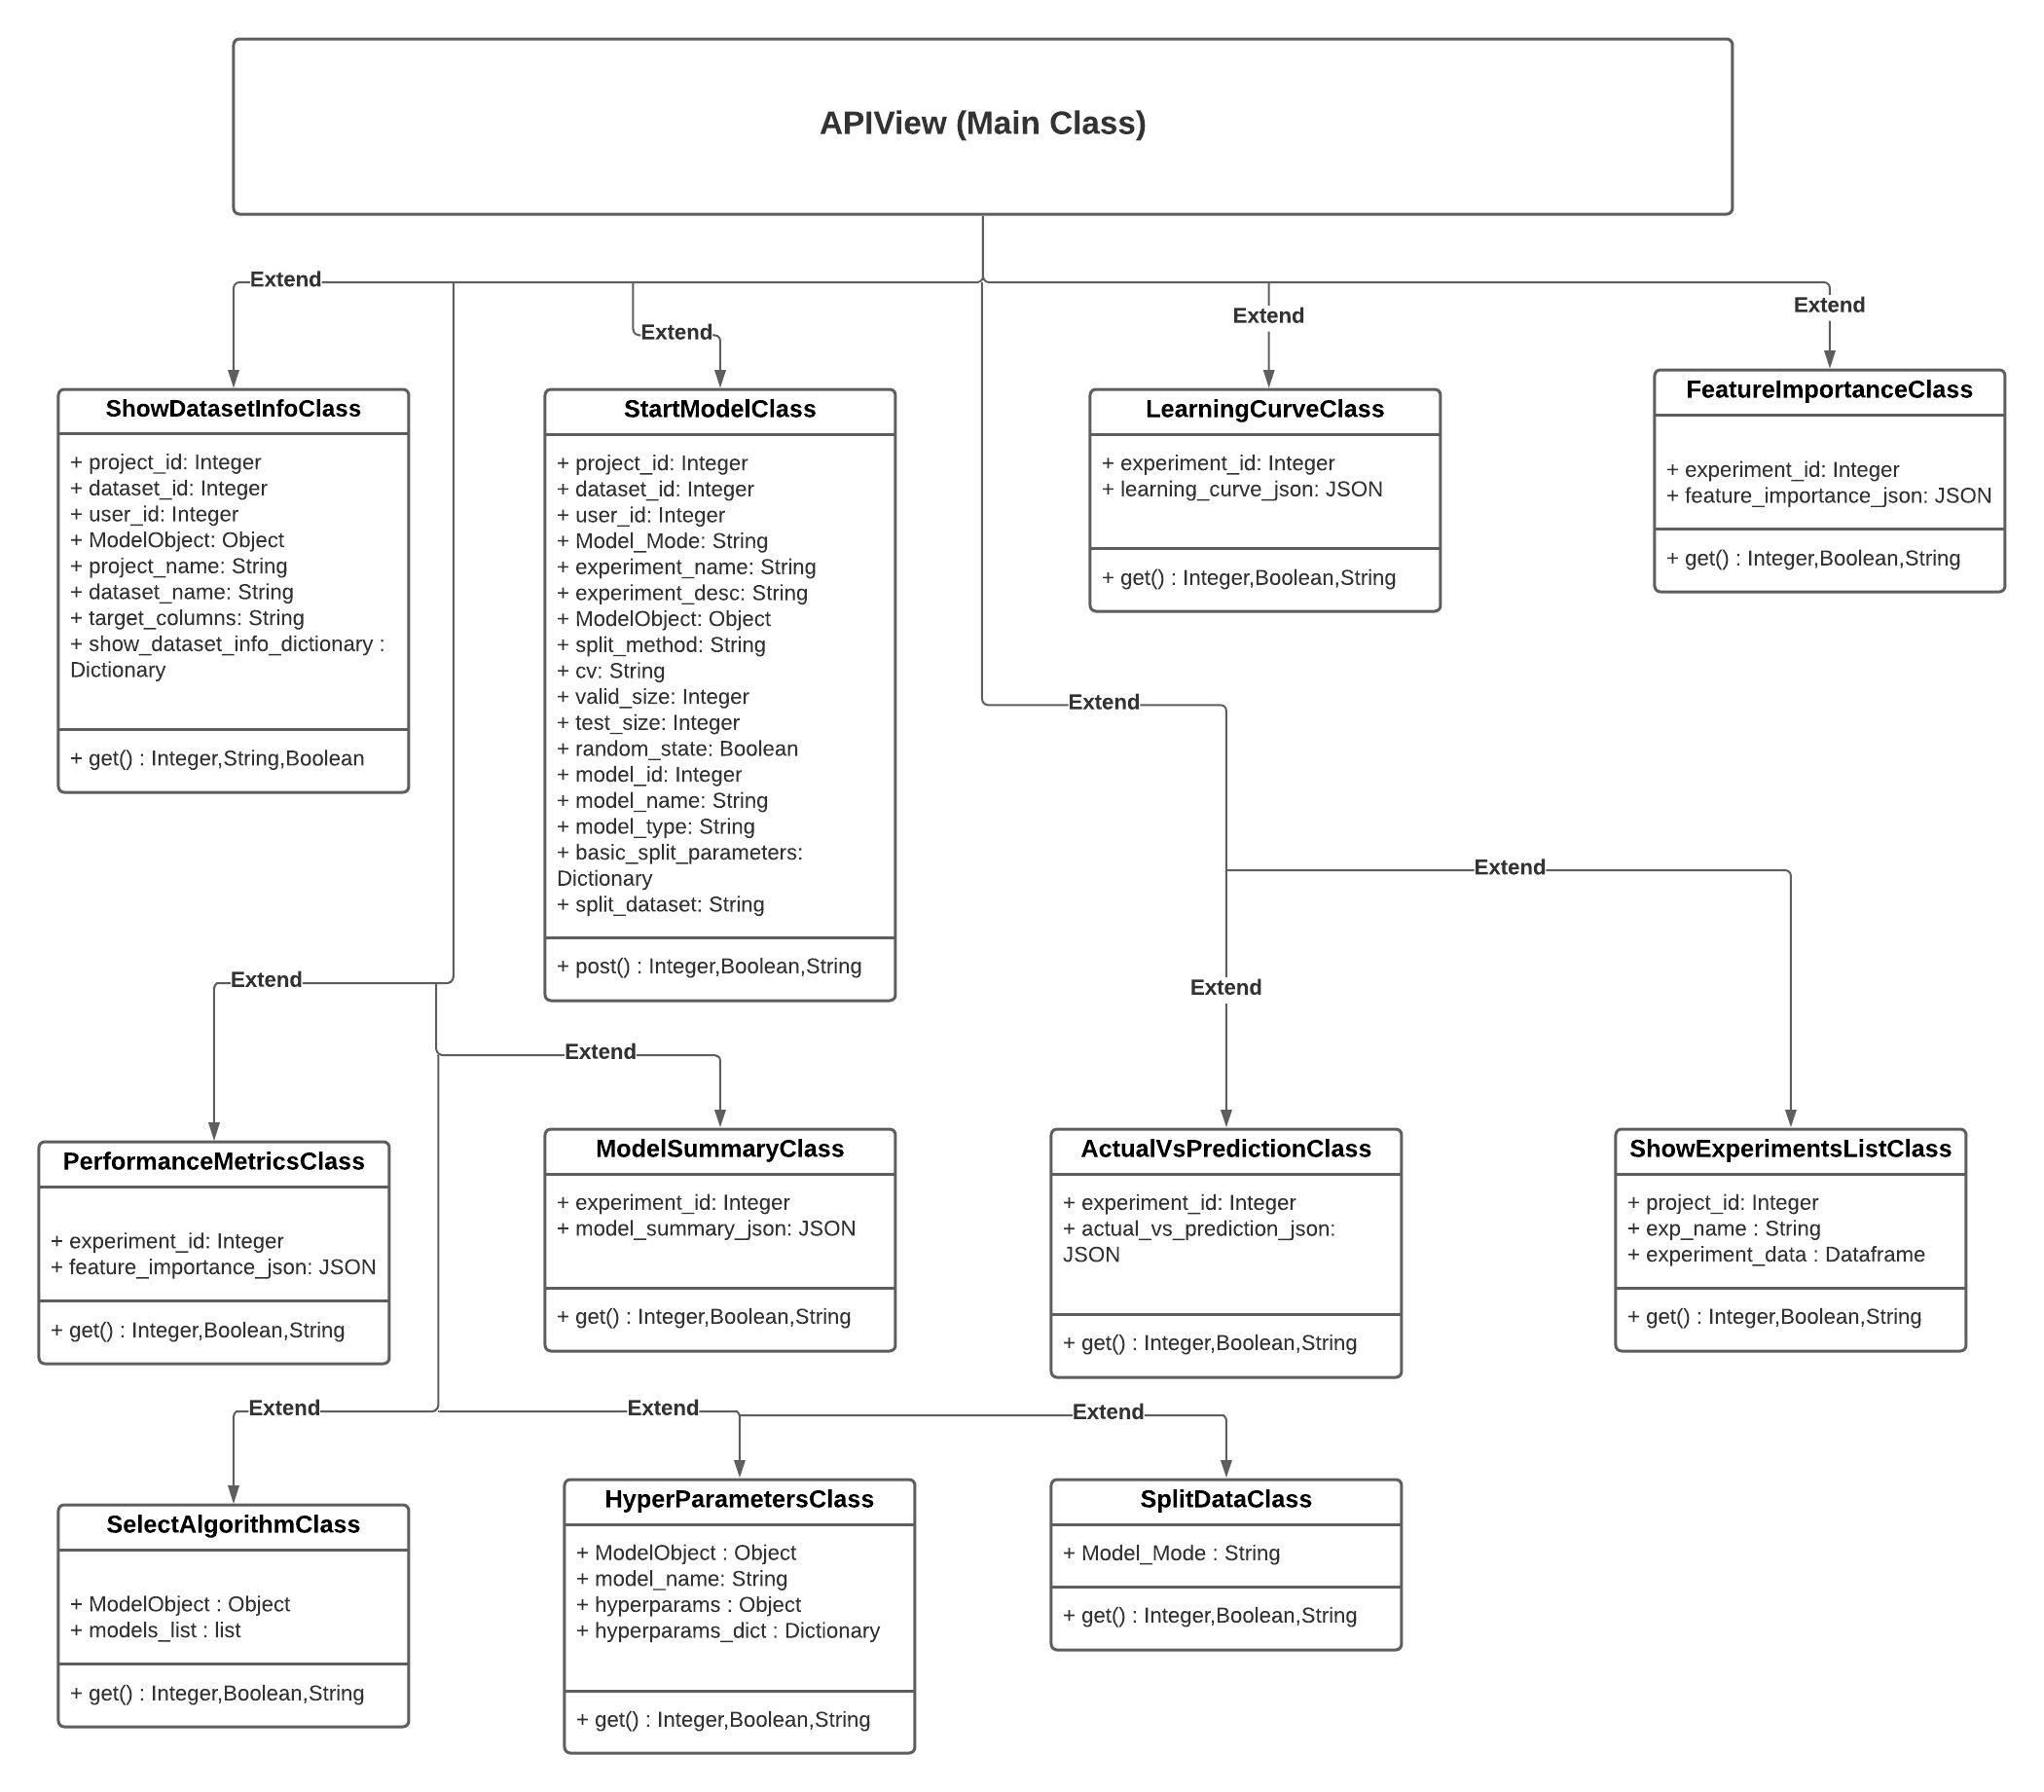 APIView (Main Class)
Extend
Extend
Extend
Extend
ShowDatasetInfoClass
+ project_id: Integer
+ dataset_id: Integer
+ user_id: Integer
+ ModelObject: Object
+ project_name: String
+ dataset_name: String
+ target_columns: String
+ show_dataset_info_dictionary :
Dictionary
+ get() : Integer,String,Boolean
StartModelClass
+ project_id: Integer
+ dataset_id: Integer
+ user_id: Integer
+ Model_Mode: String
+ experiment_name: String
+ experiment_desc: String
+ ModelObject: Object
+ split_method: String
+ cv: String
+ valid_size: Integer
+ test_size: Integer
+ random_state: Boolean
+ model_id: Integer
+ model_name: String
+ model_type: String
+ basic_split_parameters:
Dictionary
+ split_dataset: String
+ post() : Integer,Boolean,String
LearningCurveClass
+ experiment_id: Integer
+ learning_curve_json: JSON
+ get() : Integer,Boolean,String
FeatureImportanceClass
+ experiment_id: Integer
+ feature_importance_json: JSON
+ get() : Integer,Boolean,String
Extend
Extend
Extend
Extend
Extend
PerformanceMetricsClass
+ experiment_id: Integer
+ feature_importance_json: JSON
+ get() : Integer,Boolean,String
ModelSummaryClass
+ experiment_id: Integer
+ model_summary_json: JSON
+ get() : Integer,Boolean,String
ActualVsPredictionClass
+ experiment_id: Integer
+ actual_vs_prediction_json:
JSON
+ get() : Integer,Boolean,String
ShowExperimentsListClass
+ project_id: Integer
+ exp_name : String
+ experiment_data : Dataframe
+ get() : Integer,Boolean,String
Extend
Extend
Extend
SelectAlgorithmClass
+ ModelObject : Object
+ models_list : list
+ get() : Integer,Boolean,String
HyperParametersClass
+ ModelObject : Object
+ model_name: String
+ hyperparams : Object
+ hyperparams_dict : Dictionary
+ get() : Integer,Boolean,String
SplitDataClass
+ Model_Mode : String
+ get() : Integer,Boolean,String